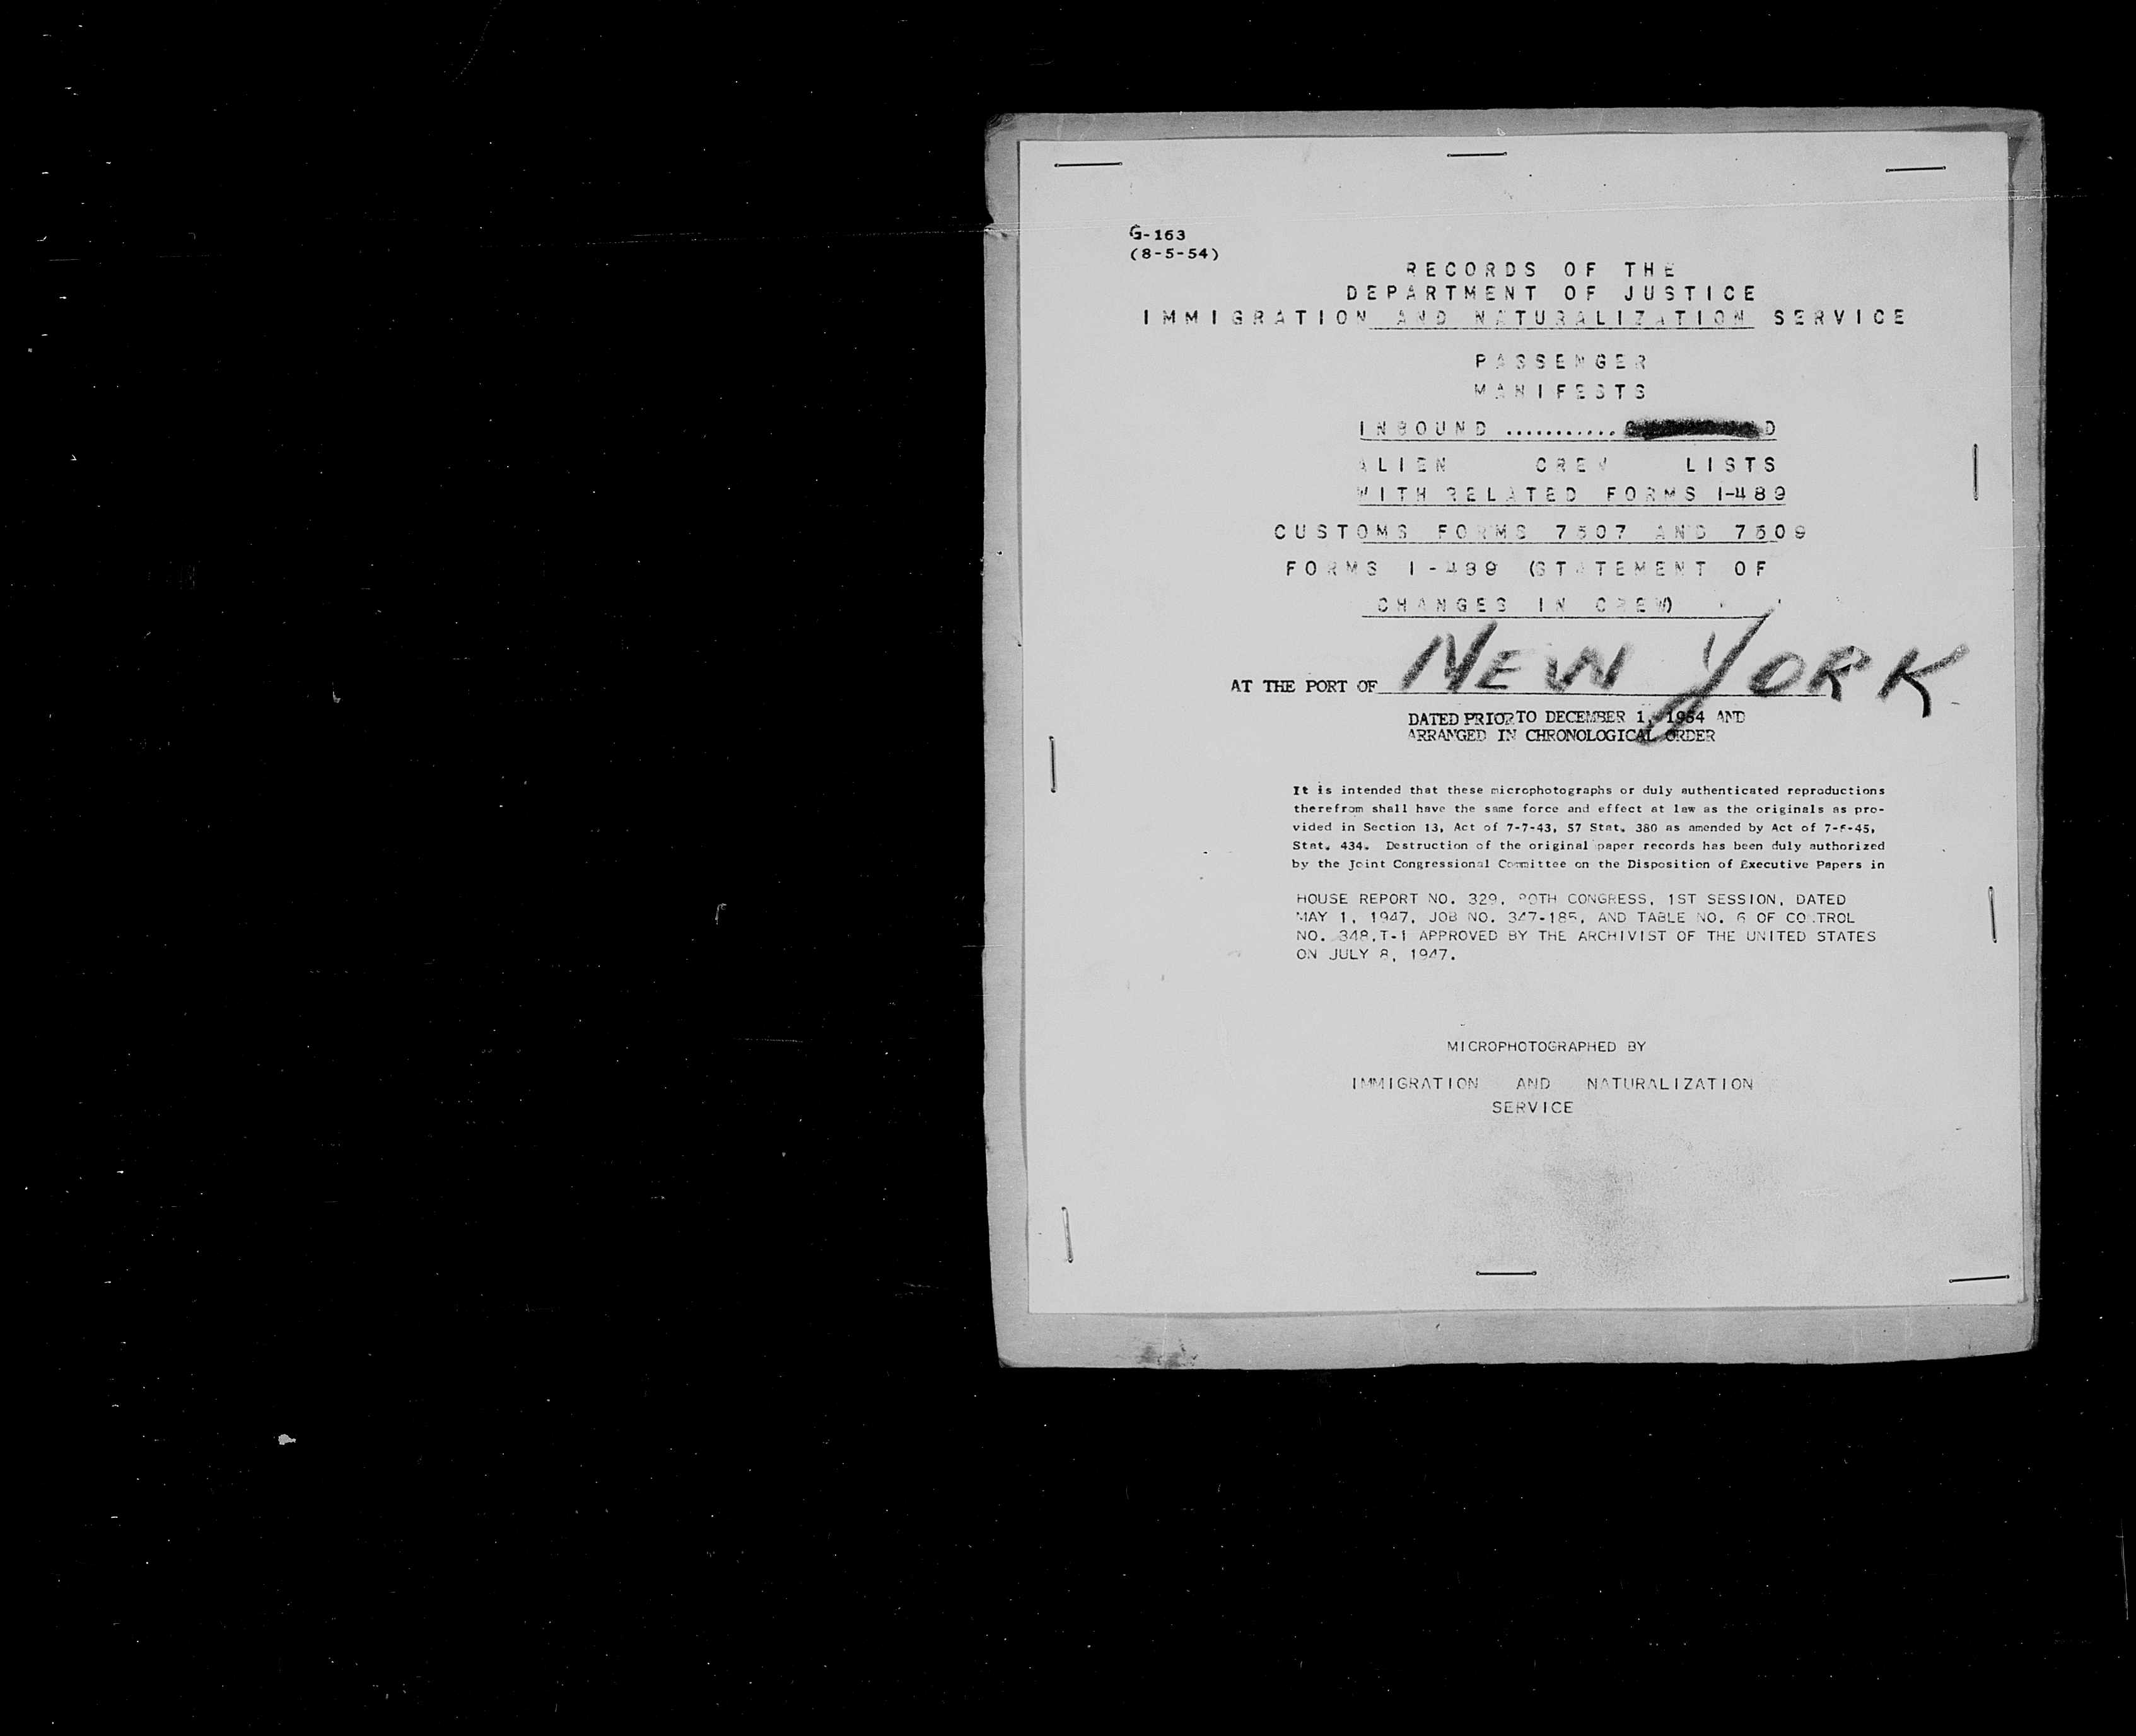 G-163
(8-5-54)
RECORDS OF THE
DEPARTMENT OF JUSTICE
IMMIGRATION AND NATURALIZATION SERVICE
PASSENGER
MANIFESTS
INBOUND ...........
ALIEN CREW LISTS
WITH RELATED FORMS I-489
CUSTOMS FORMS 7507 AND 7509
FORMS I-489 (STATEMENT OF
CHANGES IN CREW)
AT THE PORT OF NEW YORK
DATED PRIOR TO DECEMBER 1, 1954 AND
ARRANGED IN CHRONOLOGICAL ORDER
It is intended that these microphotographs or duly authenticated reproductions
therefrom shall have the same force and effect at law as the originals as pro-
vided in Section 13, Act of 7-7-43, 57 Stat. 380 as amended by Act of
Stat. 434. Destruction of the original paper records has been duly authorized
by the Joint Congressional Committee on the Disposition of Executive Papers in
HOUSE REPORT NO. 329, 80TH CONGRESS, 1ST SESSION, DATED
MAY 1, 1947, JOB NO. 347-185, AND TABLE NO. 6 OF CONTROL
NO. 348,T-1 APPROVED BY THE ARCHIVIST OF THE UNITED STATES
ON JULY 8, 1947.
MICROPHOTOGRAPHED BY
IMMIGRATION AND NATURALIZATION
SERVICE